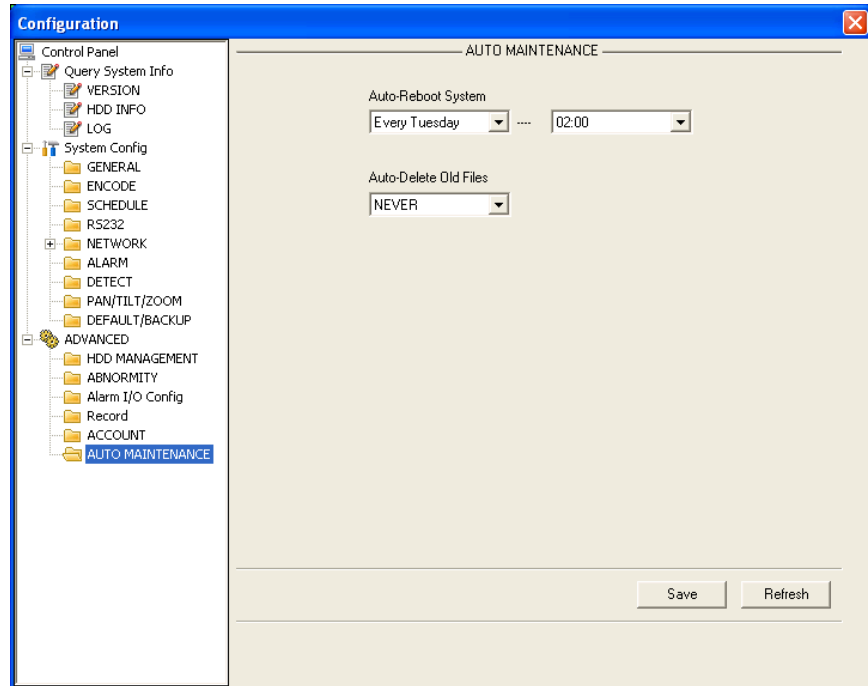 Configuration
Control Panel
Query System Info
VERSION
HDD INFO
LOG
System Config
GENERAL
ENCODE
SCHEDULE
RS232
NETWORK
ALARM
DETECT
PAN/TILT/ZOOM
DEFAULT/BACKUP
ADVANCED
HDD MANAGEMENT
ABNORMITY
Alarm I/O Config
Record
ACCOUNT
AUTO MAINTENANCE
AUTO MAINTENANCE
Auto-Reboot System
Every Tuesday ---- 02:00
Auto-Delete Old Files
NEVER
Save Refresh